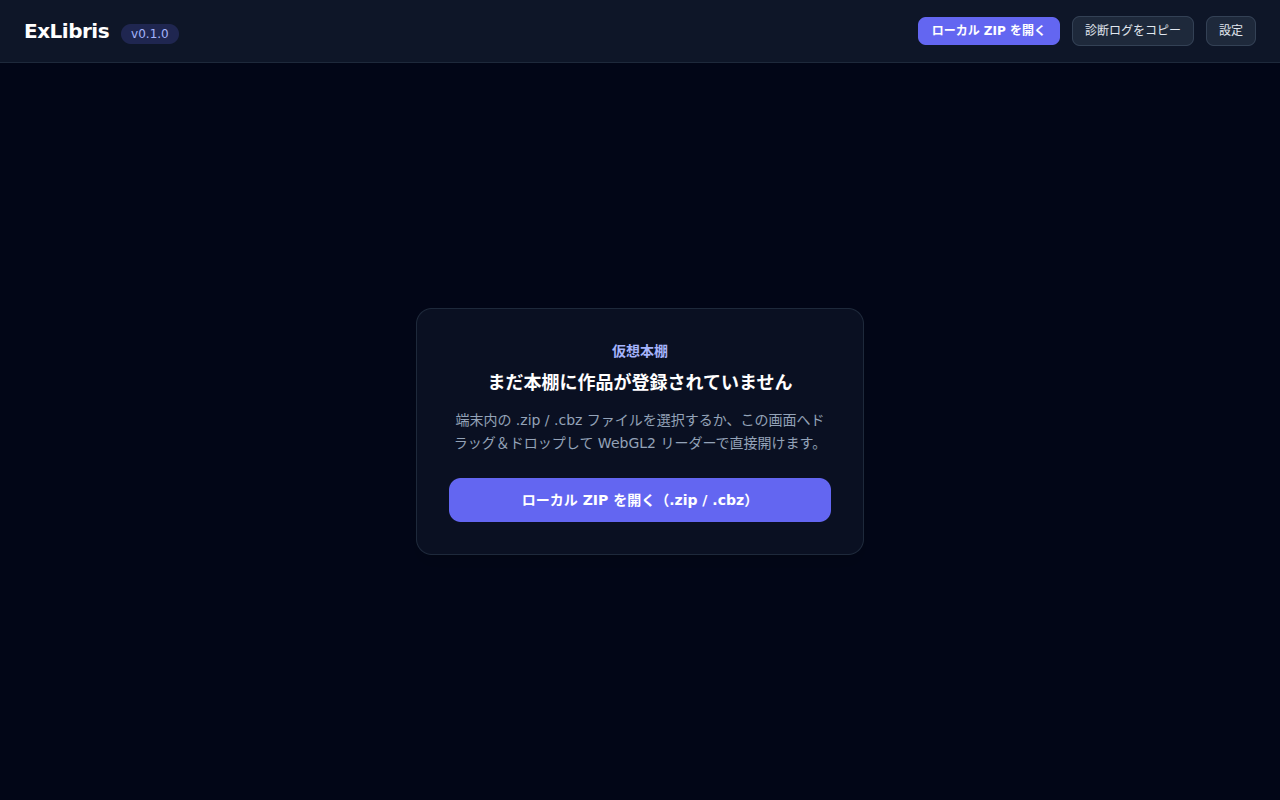 ExLibris
v0.1.0
ローカル ZIP を開く
診断ログをコピー
設定
仮想本棚
まだ本棚に作品が登録されていません
端末内の .zip / .cbz ファイルを選択するか、この画面へド
ラッグ＆ドロップして WebGL2 リーダーで直接開けます。
ローカル ZIP を開く（.zip / .cbz）